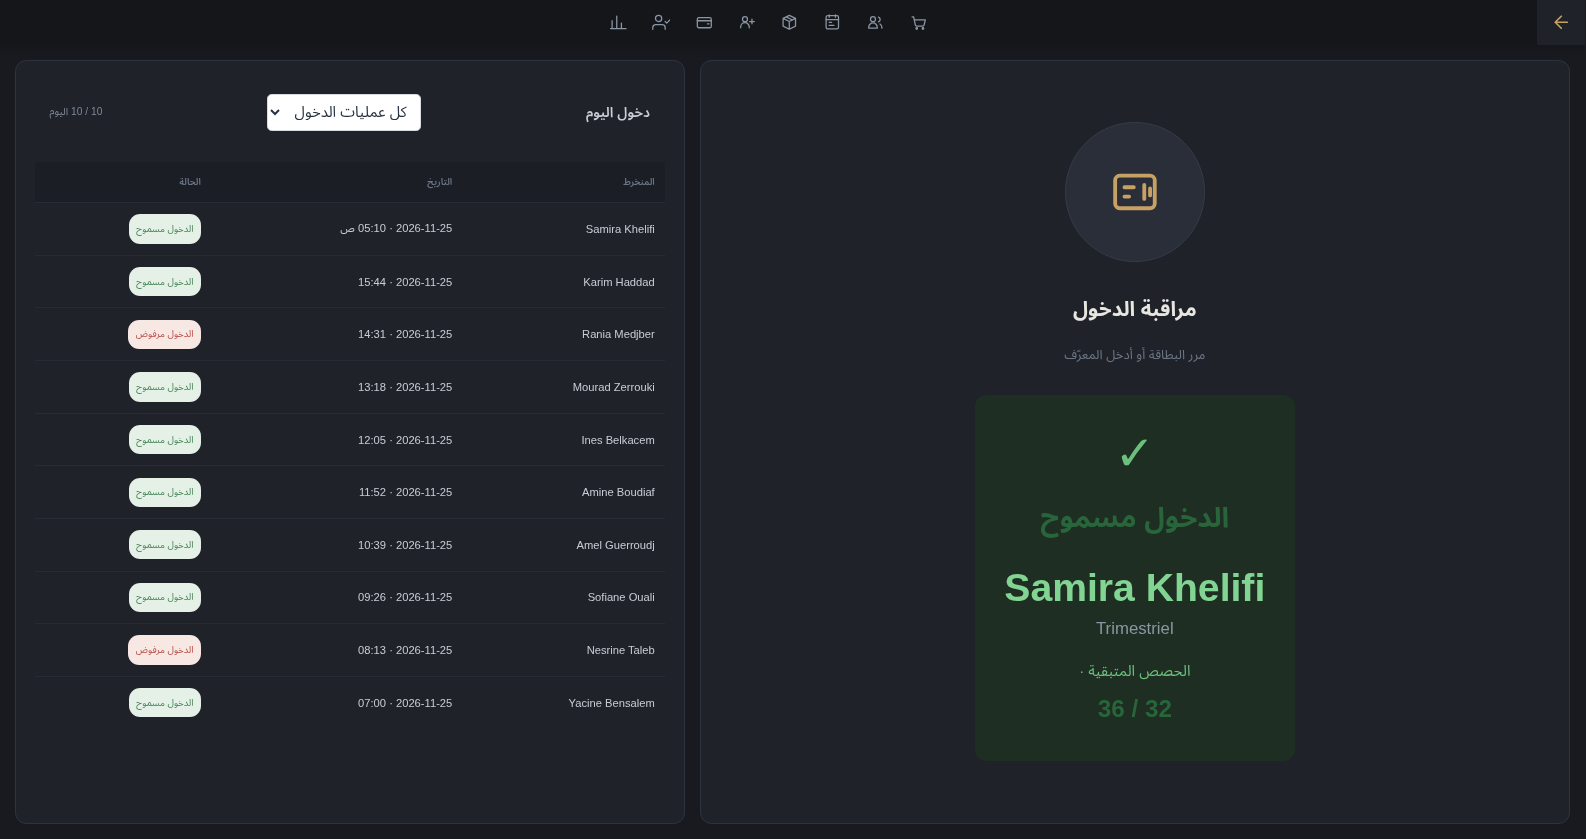 مراقبة الدخول
مرر البطاقة أو أدخل المعرّف
✓
الدخول مسموح
Samira Khelifi
Trimestriel
الحصص المتبقية ·
36 / 32
دخول اليوم
كل عمليات الدخول
10 / 10 اليوم
المنخرط التاريخ الحالة
Samira Khelifi 2026-11-25 · 05:10 ص الدخول مسموح
Karim Haddad 2026-11-25 · 15:44 الدخول مسموح
Rania Medjber 2026-11-25 · 14:31 الدخول مرفوض
Mourad Zerrouki 2026-11-25 · 13:18 الدخول مسموح
Ines Belkacem 2026-11-25 · 12:05 الدخول مسموح
Amine Boudiaf 2026-11-25 · 11:52 الدخول مسموح
Amel Guerroudj 2026-11-25 · 10:39 الدخول مسموح
Sofiane Ouali 2026-11-25 · 09:26 الدخول مسموح
Nesrine Taleb 2026-11-25 · 08:13 الدخول مرفوض
Yacine Bensalem 2026-11-25 · 07:00 الدخول مسموح